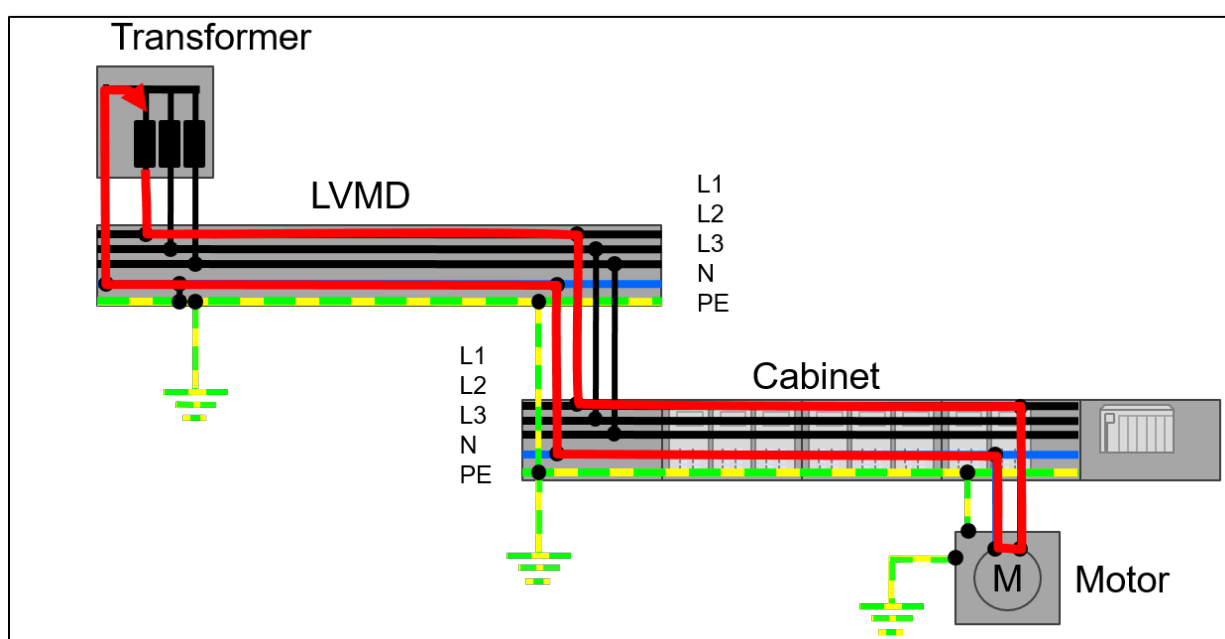 Transformer
LVMD
L1
L2
L3
N
PE
L1
L2
L3
N
PE
Cabinet
M
Motor